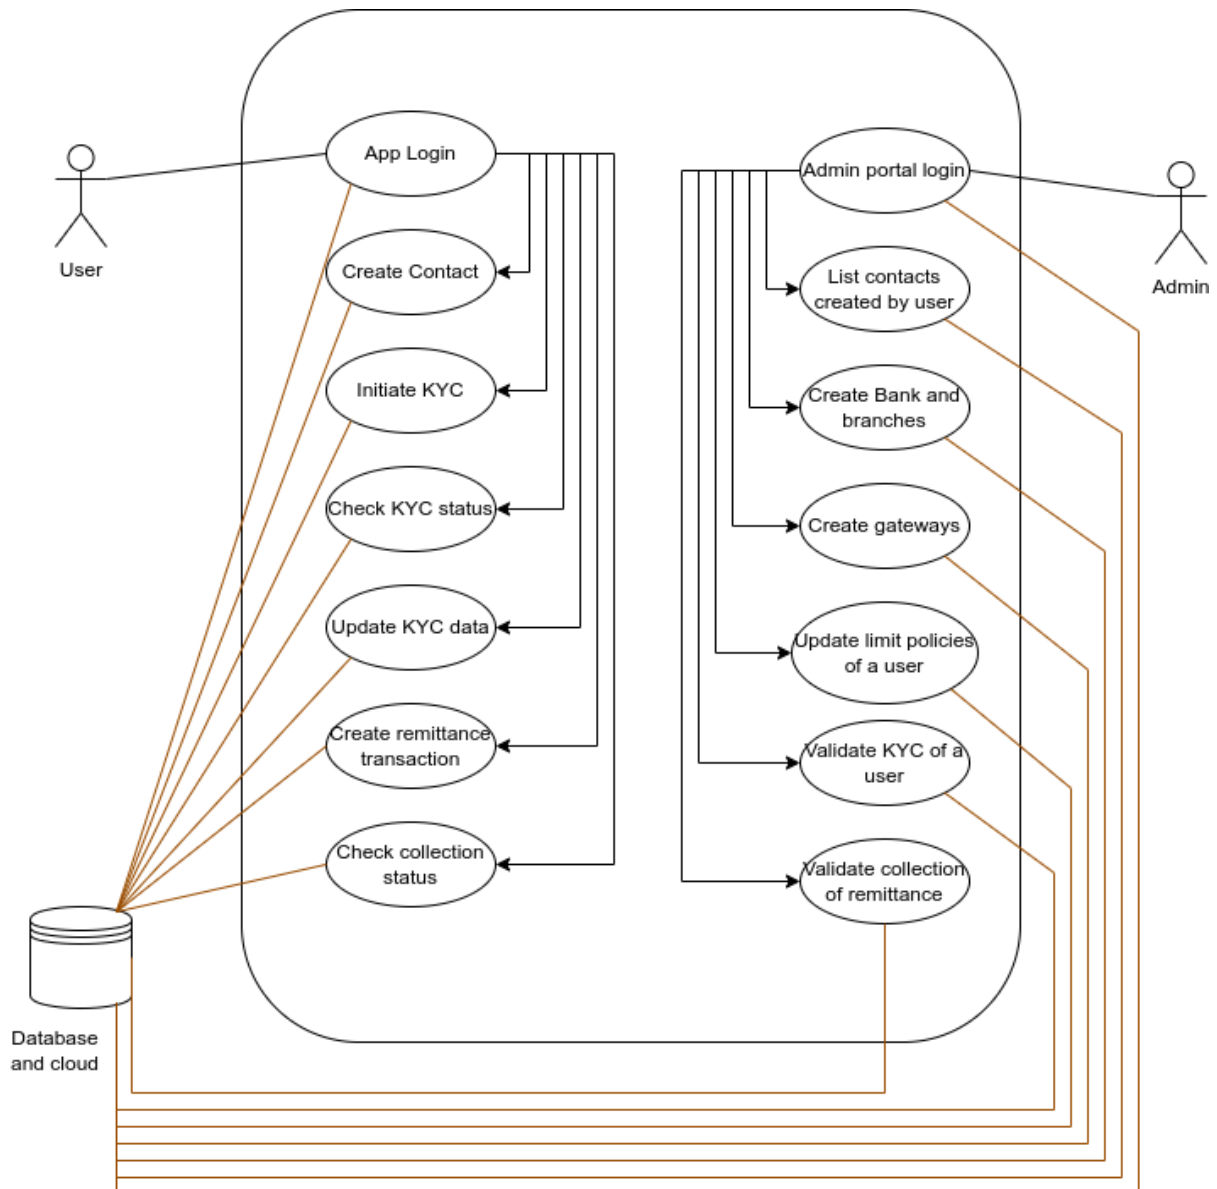 App Login
Admin portal login
User
Create Contact
List contacts
created by user
Admin
Initiate KYC
Create Bank and
branches
Check KYC status
Create gateways
Update KYC data
Update limit policies
of a user
Create remittance
transaction
Validate KYC of a
user
Check collection
status
Validate collection
of remittance
Database
and cloud